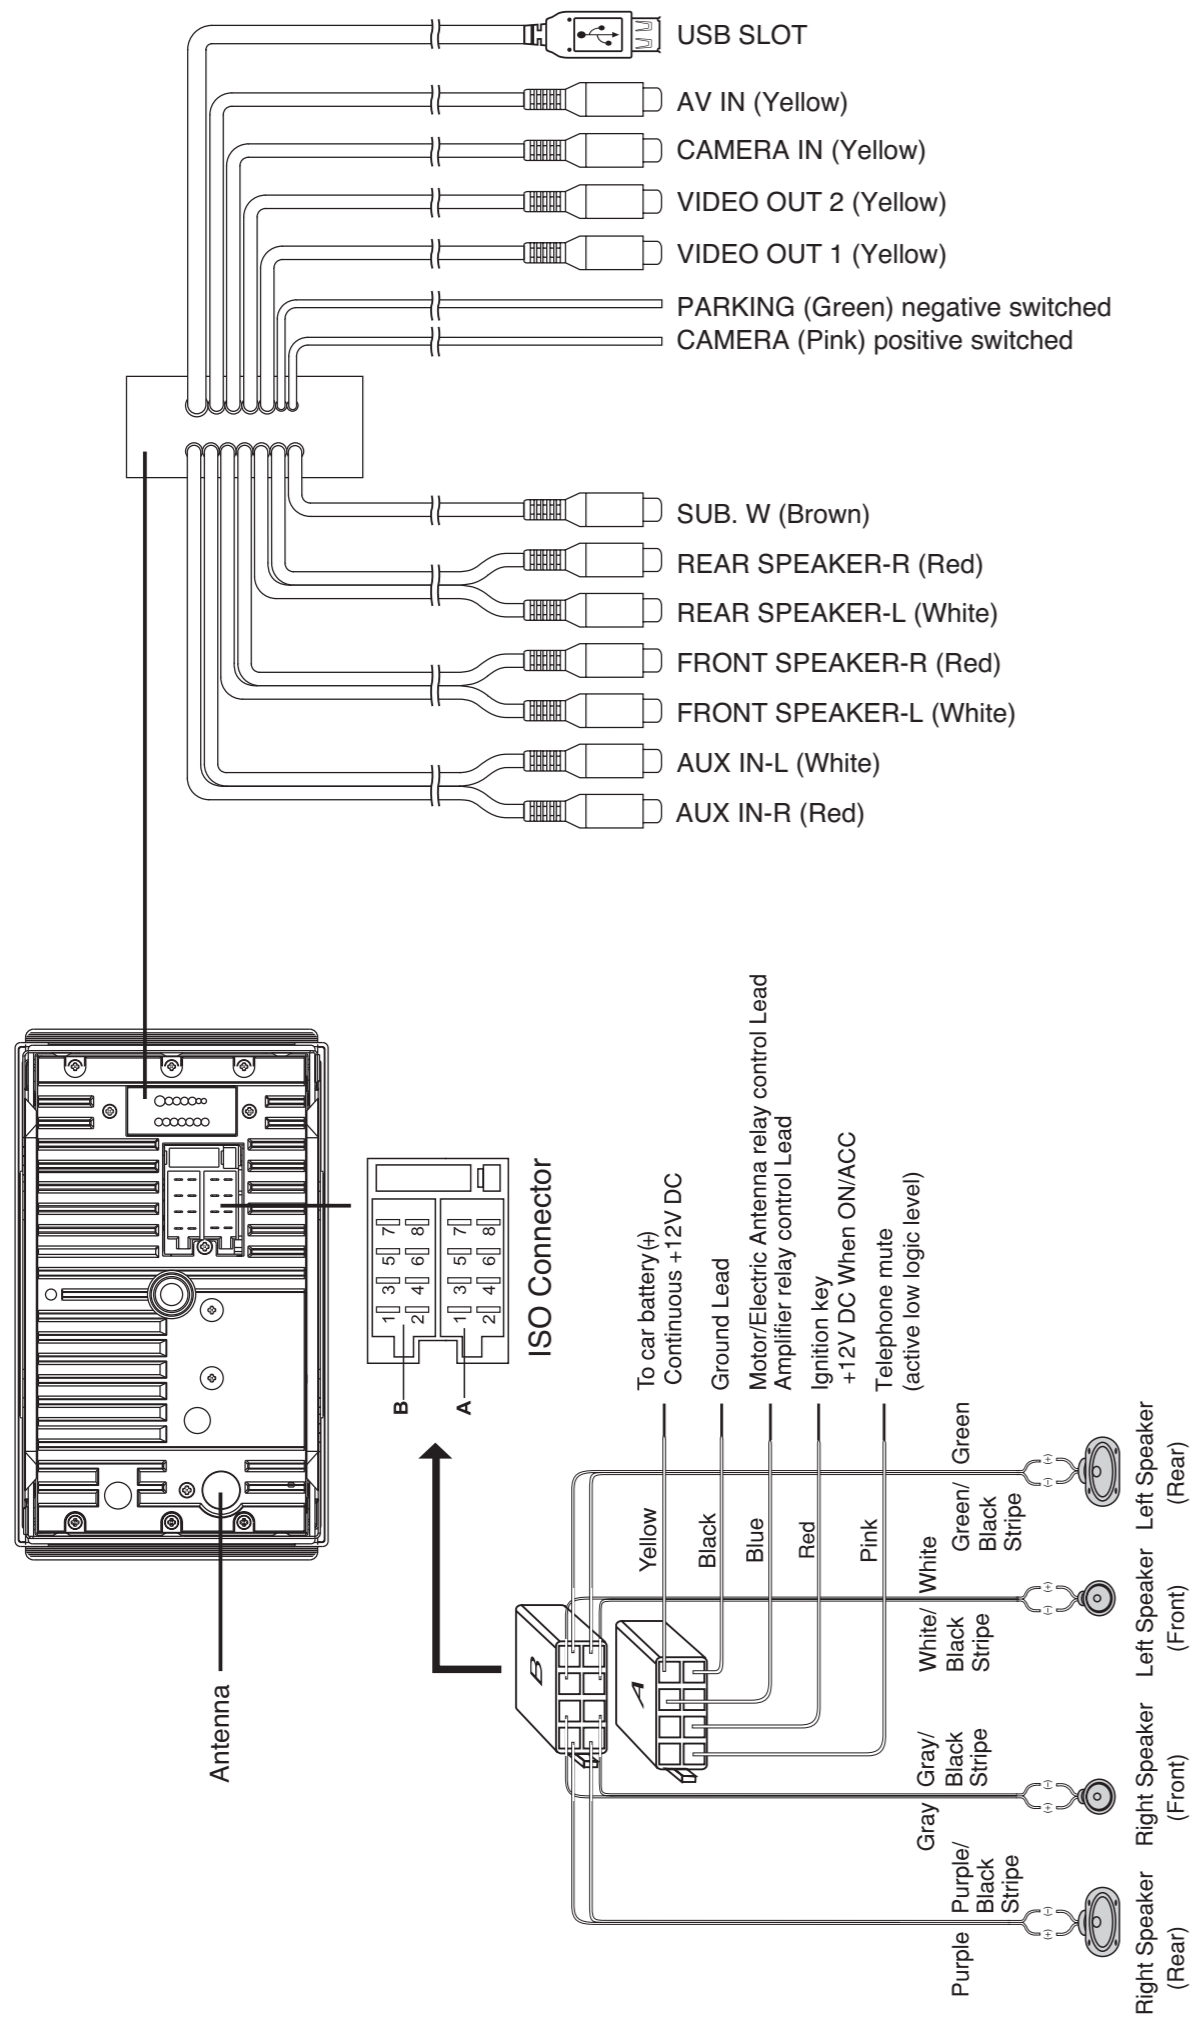 USB SLOT
AV IN (Yellow)
CAMERA IN (Yellow)
VIDEO OUT 2 (Yellow)
VIDEO OUT 1 (Yellow)
PARKING (Green) negative switched
CAMERA (Pink) positive switched
SUB. W (Brown)
REAR SPEAKER-R (Red)
REAR SPEAKER-L (White)
FRONT SPEAKER-R (Red)
FRONT SPEAKER-L (White)
AUX IN-L (White)
AUX IN-R (Red)
Antenna
1 3 5 7
2 4 6 8
1 3 5 7
2 4 6 8
B
A
ISO Connector
To car battery(+)
Continuous +12V DC
Ground Lead
Motor/Electric Antenna relay control Lead
Amplifier relay control Lead
Ignition key
+12V DC When ON/ACC
Telephone mute
(active low logic level)
Yellow
Black
Blue
Red
Pink
B
A
Green
Green/
Black
Stripe
White
White/
Black
Stripe
Gray/
Black
Stripe
Gray
Purple/
Black
Stripe
Purple
(+)
(-)
(+)
(-)
(-)
(+)
(-)
(+)
Left Speaker
(Rear)
Left Speaker
(Front)
Right Speaker
(Front)
Right Speaker
(Rear)